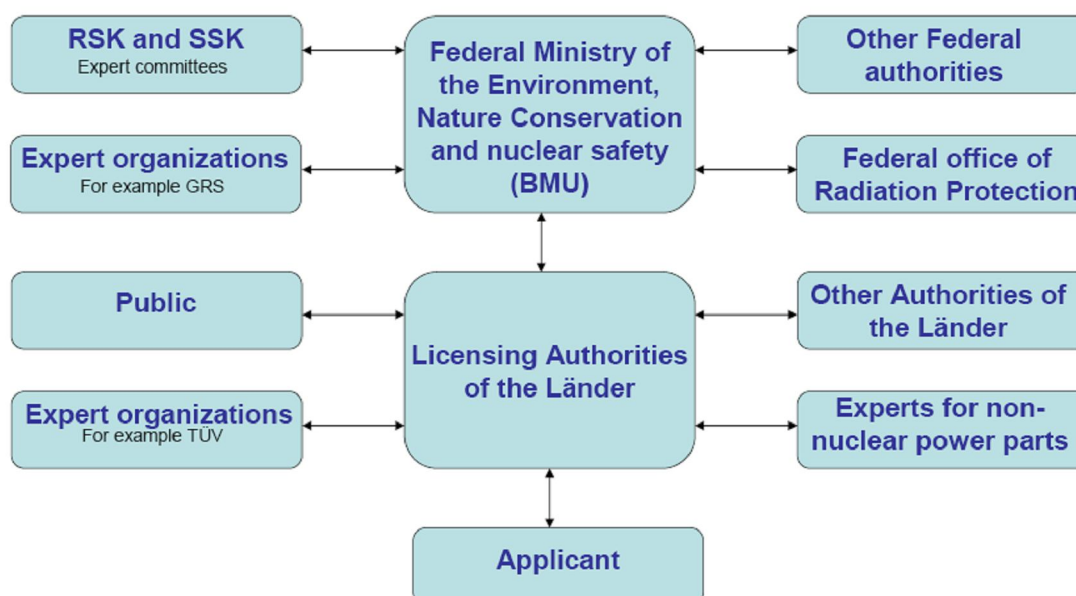 RSK and SSK
Expert committees
Federal Ministry of
the Environment,
Nature Conservation
and nuclear safety
(BMU)
Other Federal
authorities
Expert organizations
For example GRS
Federal office of
Radiation Protection
Public
Licensing Authorities
of the Länder
Other Authorities of
the Länder
Expert organizations
For example TÜV
Experts for non-
nuclear power parts
Applicant